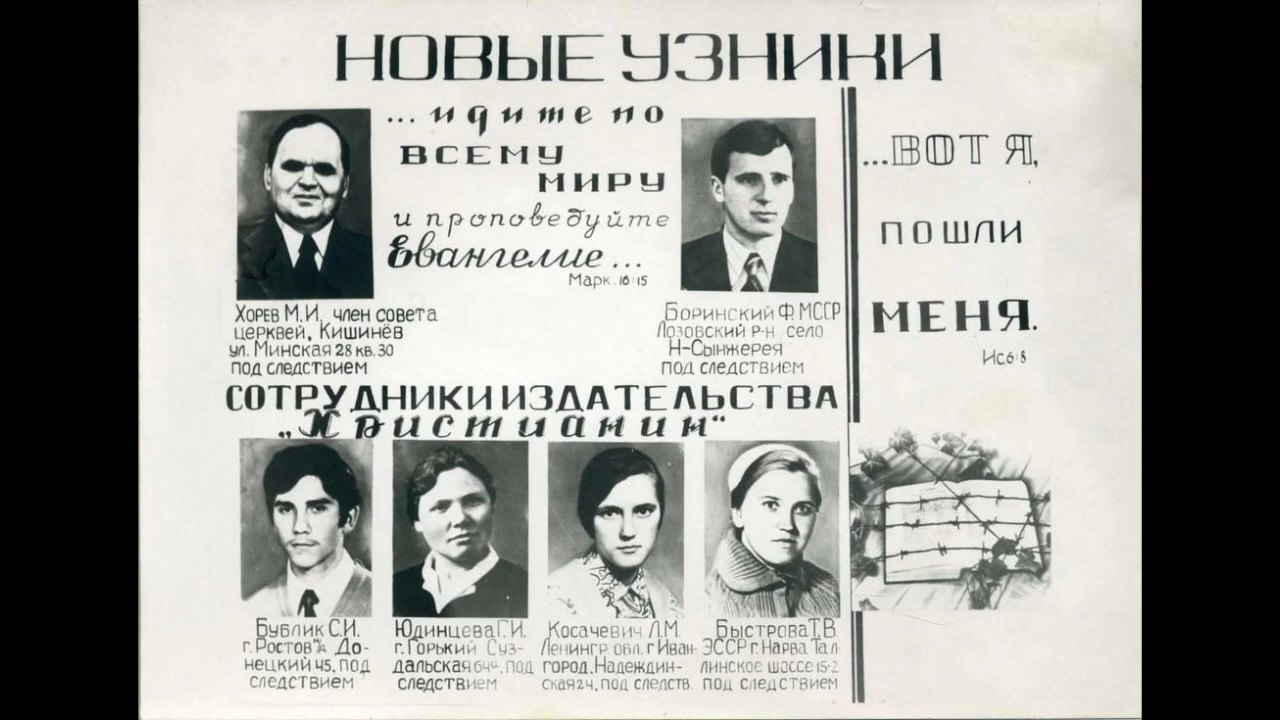 НОВЫЕ УЗНИКИ
...идите по
ВСЕМУ
МИРУ
и проповедуйте
Евангелие...
Марк. 16:15
Хорев М.И. член совета
церквей, Кишинёв
ул. Минская 28 кв. 30
под следствием
Боринский Ф. МССР
Лозовский р-н село
Н-Сынжерея
под следствием
...ВОТ Я,
ПОШЛИ
МЕНЯ.
Ис. 6:8
СОТРУДНИКИ ИЗДАТЕЛЬСТВА
„Христианин“
Бублик С.И.
г. Ростов н/Д До-
нецкий 45, под
следствием
Юдинцева Г.И.
г. Горький Суз-
дальская 64, под
следствием
Косачевич Л.М.
Ленингр. обл. г Иван-
город, Надеждин-
ская 24, под следств.
Быстрова Т.В.
ЭССР г. Нарва Тал-
линское шоссе 15-2
под следствием